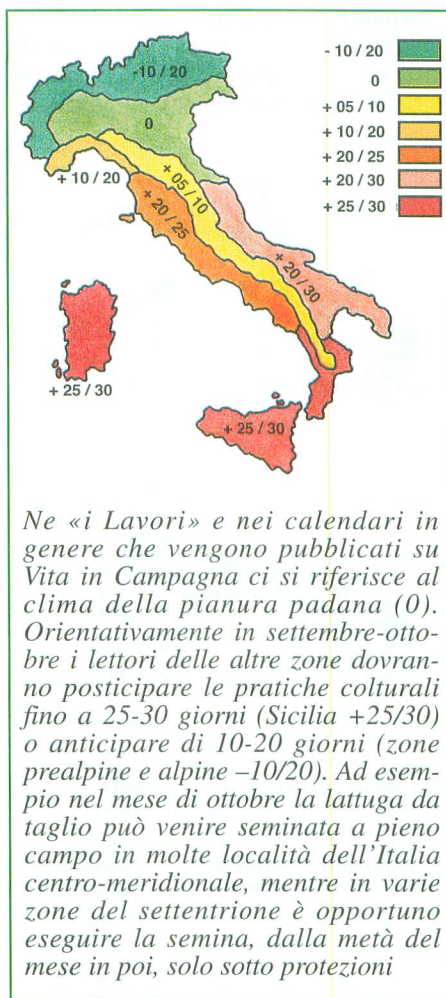 - 10 / 20
0
+ 05 / 10
+ 10 / 20
+ 20 / 25
+ 20 / 30
+ 25 / 30
-10 / 20
0
+ 10 / 20
+ 05 / 10
+ 20 / 25
+ 20 / 30
+ 25 / 30
+ 25 / 30
Ne «i Lavori» e nei calendari in
genere che vengono pubblicati su
Vita in Campagna ci si riferisce al
clima della pianura padana (0).
Orientativamente in settembre-otto-
bre i lettori delle altre zone dovran-
no posticipare le pratiche colturali
fino a 25-30 giorni (Sicilia +25/30)
o anticipare di 10-20 giorni (zone
prealpine e alpine –10/20). Ad esem-
pio nel mese di ottobre la lattuga da
taglio può venire seminata a pieno
campo in molte località dell'Italia
centro-meridionale, mentre in varie
zone del settentrione è opportuno
eseguire la semina, dalla metà del
mese in poi, solo sotto protezioni